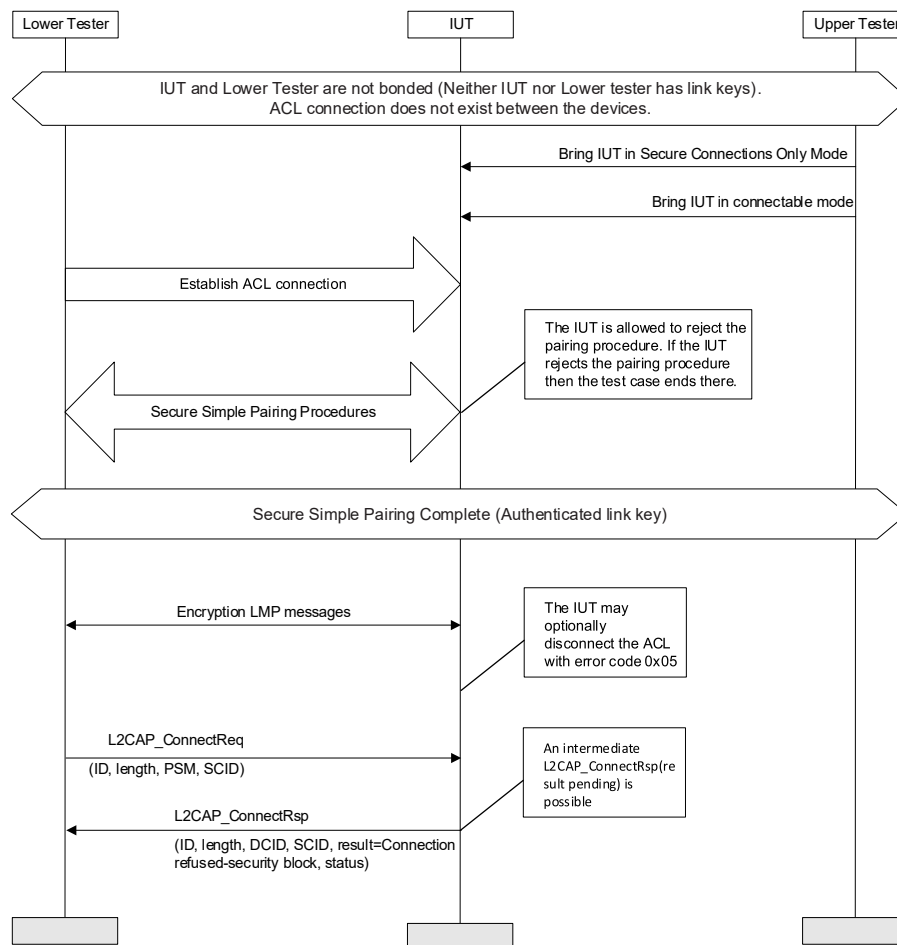 Lower Tester
IUT
Upper Tester
IUT and Lower Tester are not bonded (Neither IUT nor Lower tester has link keys).
ACL connection does not exist between the devices.
Bring IUT in Secure Connections Only Mode
Bring IUT in connectable mode
Establish ACL connection
The IUT is allowed to reject the
pairing procedure. If the IUT
rejects the pairing procedure
then the test case ends there.
Secure Simple Pairing Procedures
Secure Simple Pairing Complete (Authenticated link key)
Encryption LMP messages
The IUT may
optionally
disconnect the ACL
with error code 0x05
L2CAP_ConnectReq
(ID, length, PSM, SCID)
An intermediate
L2CAP_ConnectRsp(re
sult pending) is
possible
L2CAP_ConnectRsp
(ID, length, DCID, SCID, result=Connection
refused-security block, status)